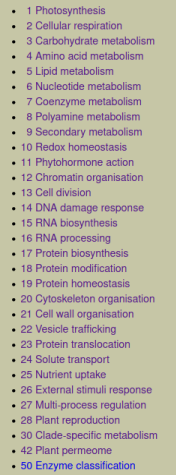 1 Photosynthesis
2 Cellular respiration
3 Carbohydrate metabolism
4 Amino acid metabolism
5 Lipid metabolism
6 Nucleotide metabolism
7 Coenzyme metabolism
8 Polyamine metabolism
9 Secondary metabolism
10 Redox homeostasis
11 Phytohormone action
12 Chromatin organisation
13 Cell division
14 DNA damage response
15 RNA biosynthesis
16 RNA processing
17 Protein biosynthesis
18 Protein modification
19 Protein homeostasis
20 Cytoskeleton organisation
21 Cell wall organisation
22 Vesicle trafficking
23 Protein translocation
24 Solute transport
25 Nutrient uptake
26 External stimuli response
27 Multi-process regulation
28 Plant reproduction
30 Clade-specific metabolism
42 Plant permeome
50 Enzyme classification